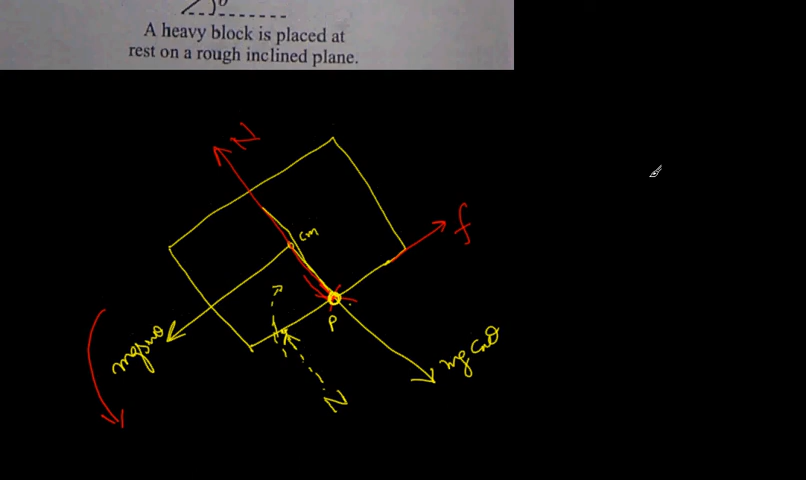 θ
A heavy block is placed at
rest on a rough inclined plane.
N
f
cm
P
mg sinθ
mg cosθ
N